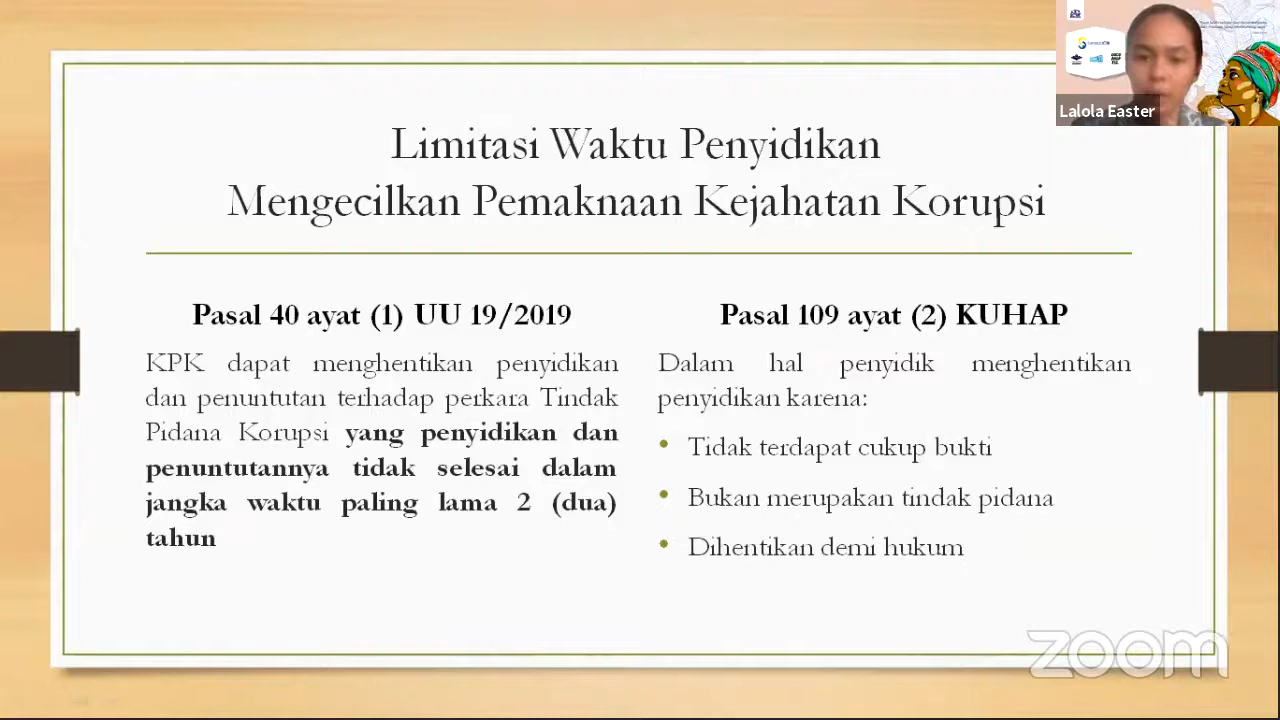 Lalola Easter
Limitasi Waktu Penyidikan
Mengecilkan Pemaknaan Kejahatan Korupsi
Pasal 40 ayat (1) UU 19/2019
KPK dapat menghentikan penyidikan
dan penuntutan terhadap perkara Tindak
Pidana Korupsi yang penyidikan dan
penuntutannya tidak selesai dalam
jangka waktu paling lama 2 (dua)
tahun
Pasal 109 ayat (2) KUHAP
Dalam hal penyidik menghentikan
penyidikan karena:
• Tidak terdapat cukup bukti
• Bukan merupakan tindak pidana
• Dihentikan demi hukum
zoom